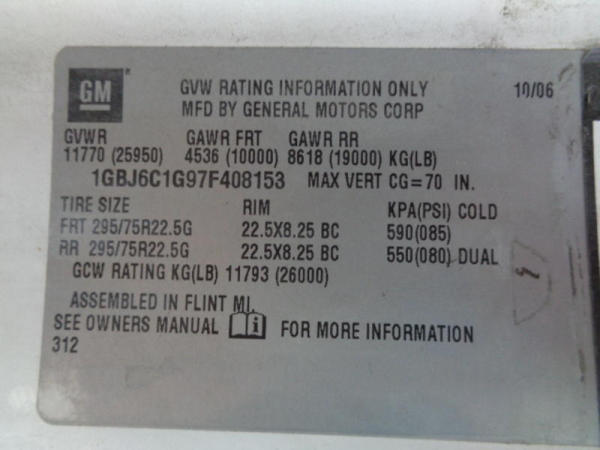 GM ® GVW RATING INFORMATION ONLY 10/06
MFD BY GENERAL MOTORS CORP
GVWR GAWR FRT GAWR RR
11770 (25950) 4536 (10000) 8618 (19000) KG(LB)
1GBJ6C1G97F408153 MAX VERT CG=70 IN.
TIRE SIZE RIM KPA(PSI) COLD
FRT 295/75R22.5G 22.5X8.25 BC 590(085)
RR 295/75R22.5G 22.5X8.25 BC 550(080) DUAL
GCW RATING KG(LB) 11793 (26000)
ASSEMBLED IN FLINT MI.
SEE OWNERS MANUAL i FOR MORE INFORMATION
312